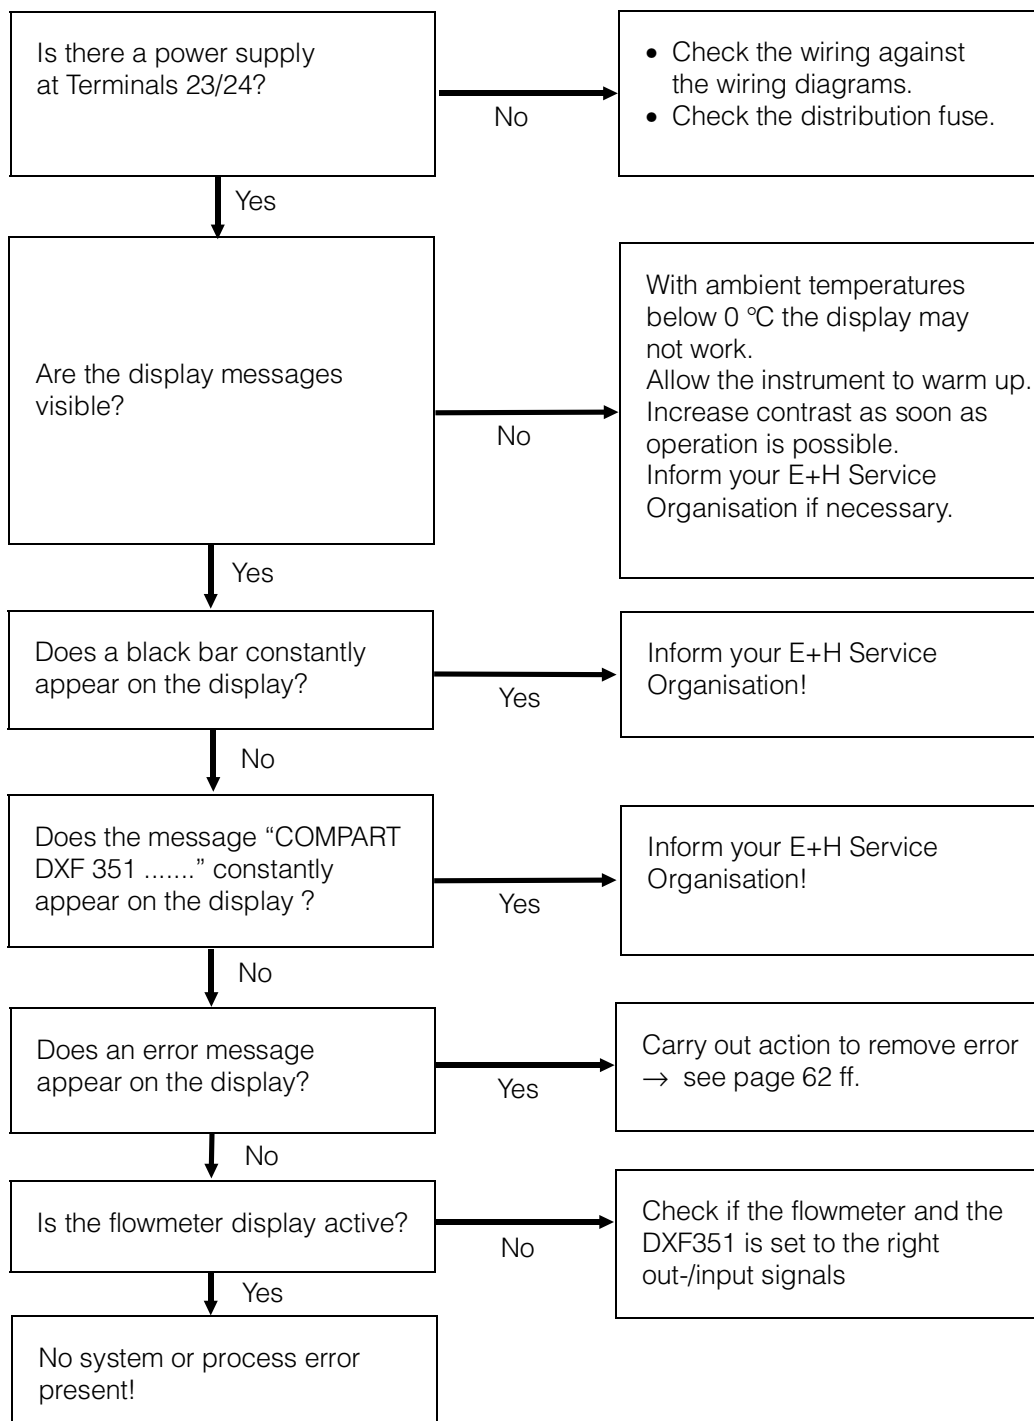 Is there a power supply
at Terminals 23/24?
No
• Check the wiring against
the wiring diagrams.
• Check the distribution fuse.
Yes
Are the display messages
visible?
No
With ambient temperatures
below 0 °C the display may
not work.
Allow the instrument to warm up.
Increase contrast as soon as
operation is possible.
Inform your E+H Service
Organisation if necessary.
Yes
Does a black bar constantly
appear on the display?
Yes
Inform your E+H Service
Organisation!
No
Does the message “COMPART
DXF 351 .......” constantly
appear on the display ?
Yes
Inform your E+H Service
Organisation!
No
Does an error message
appear on the display?
Yes
Carry out action to remove error
→ see page 62 ff.
No
Is the flowmeter display active?
No
Check if the flowmeter and the
DXF351 is set to the right
out-/input signals
Yes
No system or process error
present!